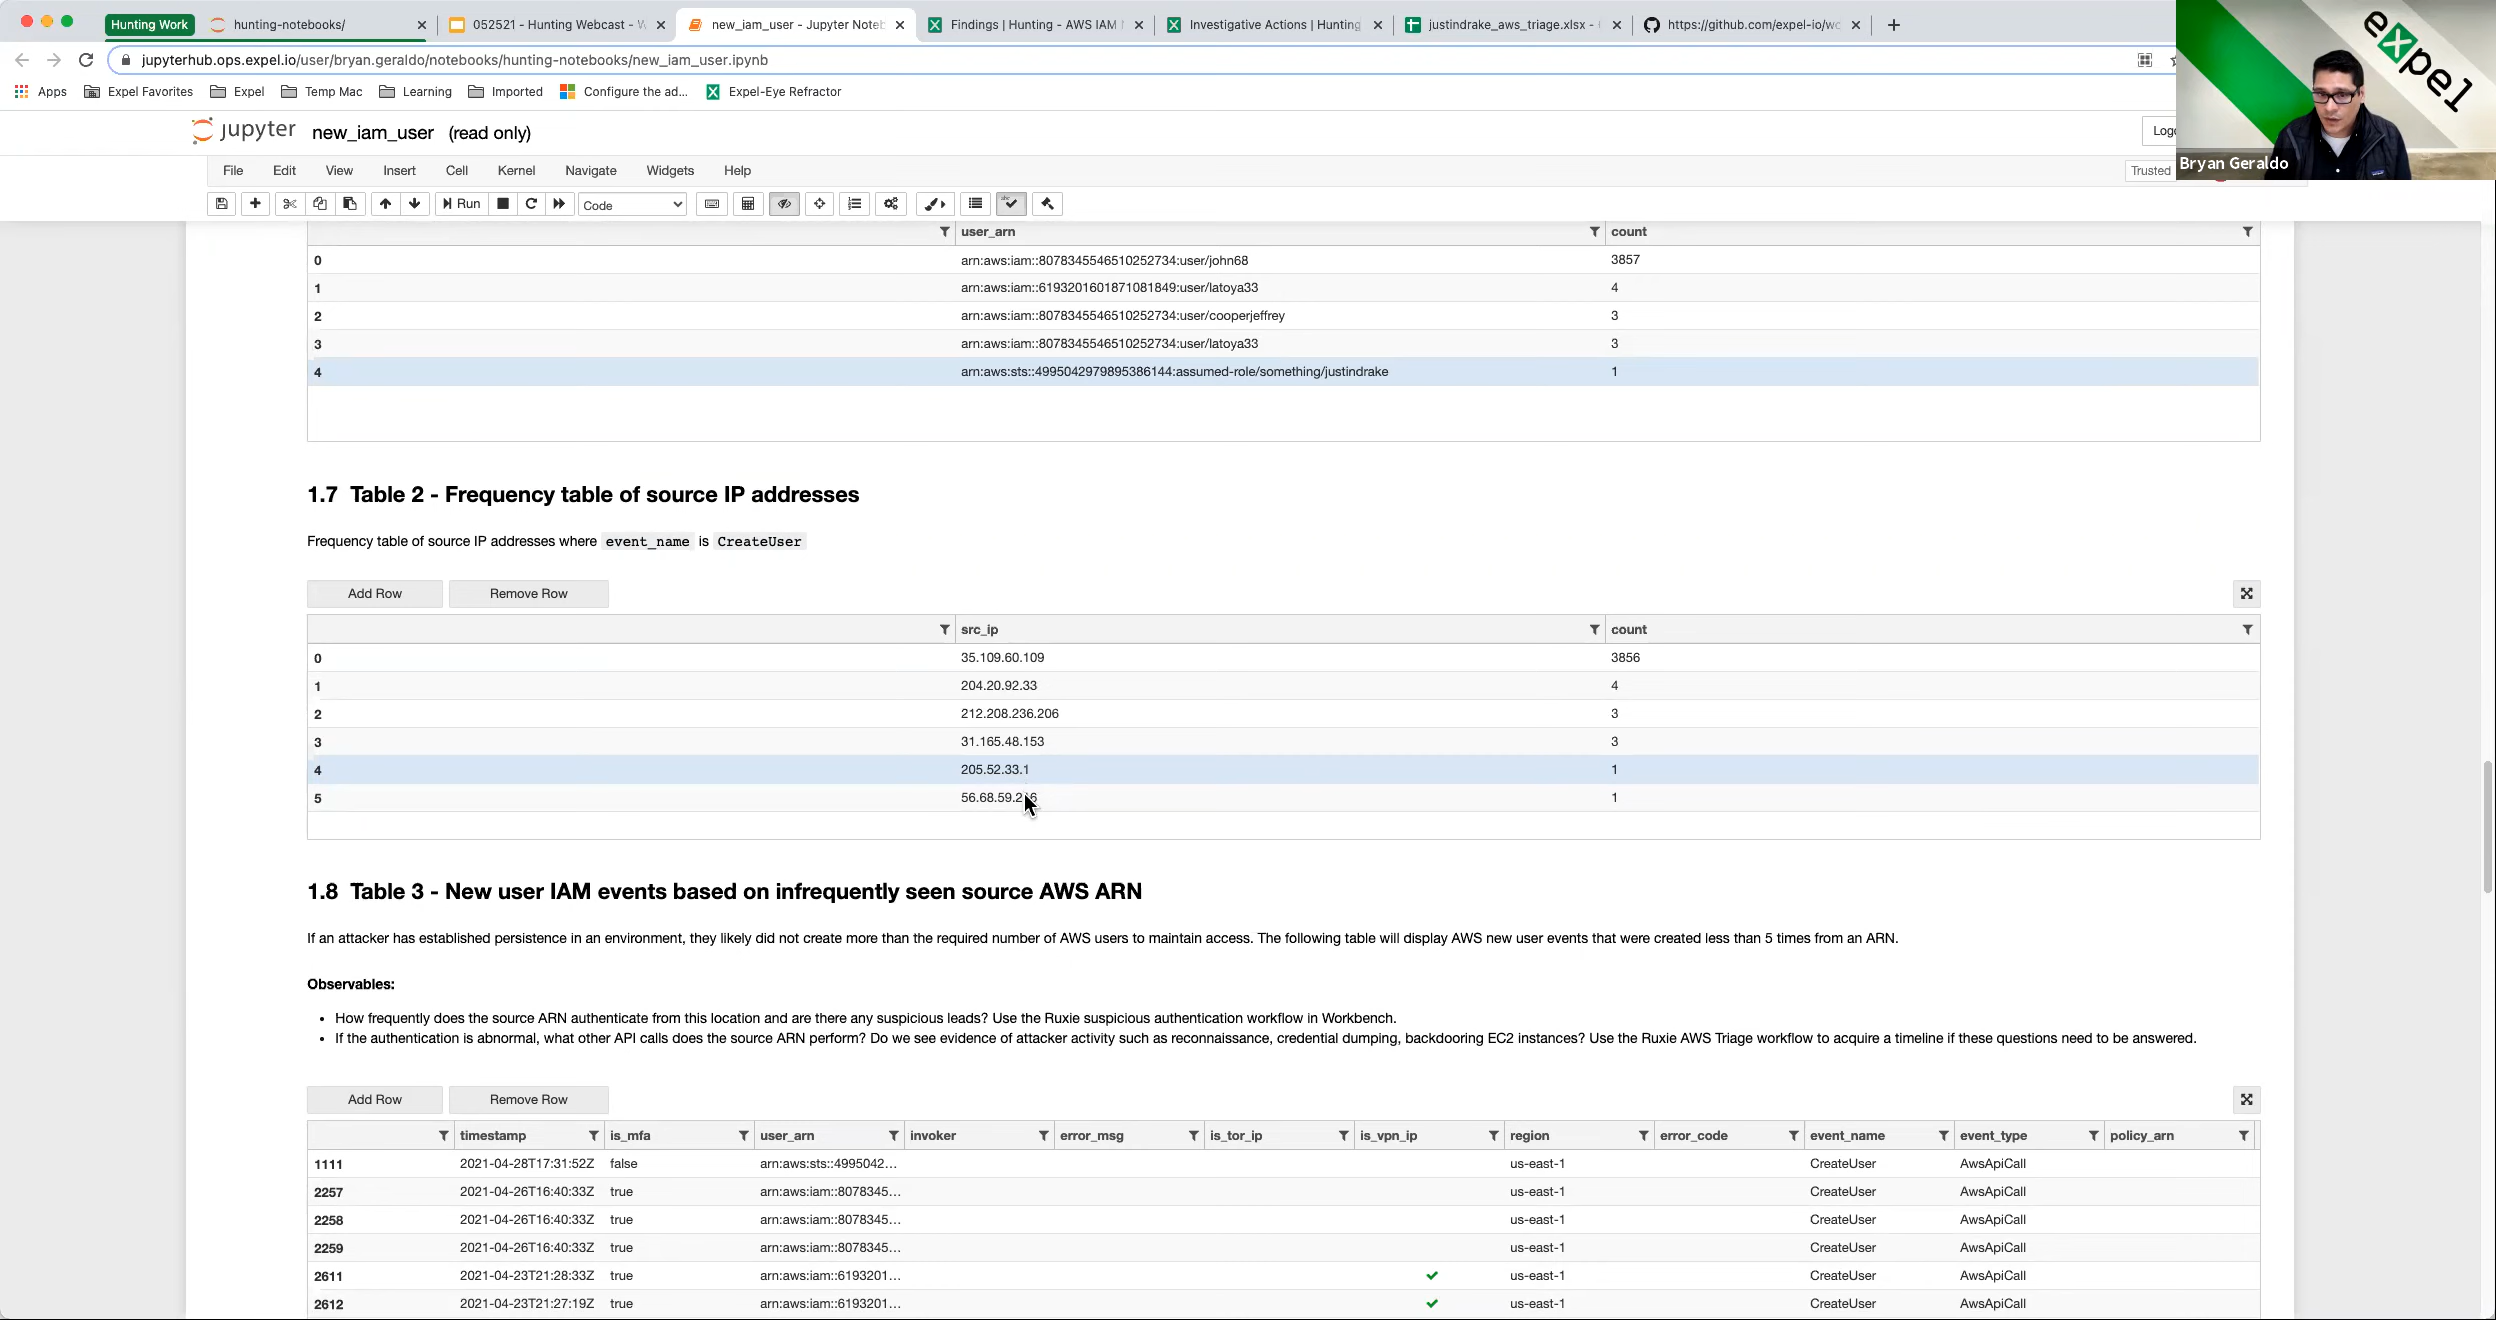 Hunting Work
hunting-notebooks/
052521 - Hunting Webcast - W
new_iam_user - Jupyter Noteb
Findings | Hunting - AWS IAM
Investigative Actions | Hunting
justindrake_aws_triage.xlsx -
https://github.com/expel-io/wo
jupyterhub.ops.expel.io/user/bryan.geraldo/notebooks/hunting-notebooks/new_iam_user.ipynb
Apps Expel Favorites Expel Temp Mac Learning Imported Configure the ad... Expel-Eye Refractor
expel
Bryan Geraldo
jupyter new_iam_user (read only)
File Edit View Insert Cell Kernel Navigate Widgets Help
Trusted
Run Code
user_arn count
0 arn:aws:iam::8078345546510252734:user/john68 3857
1 arn:aws:iam::6193201601871081849:user/latoya33 4
2 arn:aws:iam::8078345546510252734:user/cooperjeffrey 3
3 arn:aws:iam::8078345546510252734:user/latoya33 3
4 arn:aws:sts::4995042979895386144:assumed-role/something/justindrake 1
1.7 Table 2 - Frequency table of source IP addresses
Frequency table of source IP addresses where event_name is CreateUser
Add Row Remove Row
src_ip count
0 35.109.60.109 3856
1 204.20.92.33 4
2 212.208.236.206 3
3 31.165.48.153 3
4 205.52.33.1 1
5 1
1.8 Table 3 - New user IAM events based on infrequently seen source AWS ARN
If an attacker has established persistence in an environment, they likely did not create more than the required number of AWS users to maintain access. The following table will display AWS new user events that were created less than 5 times from an ARN.
Observables:
• How frequently does the source ARN authenticate from this location and are there any suspicious leads? Use the Ruxie suspicious authentication workflow in Workbench.
• If the authentication is abnormal, what other API calls does the source ARN perform? Do we see evidence of attacker activity such as reconnaissance, credential dumping, backdooring EC2 instances? Use the Ruxie AWS Triage workflow to acquire a timeline if these questions need to be answered.
Add Row Remove Row
timestamp is_mfa user_arn invoker error_msg is_tor_ip is_vpn_ip region error_code event_name event_type policy_arn
1111 2021-04-28T17:31:52Z false arn:aws:sts::4995042... us-east-1 CreateUser AwsApiCall
2257 2021-04-26T16:40:33Z true arn:aws:iam::8078345... us-east-1 CreateUser AwsApiCall
2258 2021-04-26T16:40:33Z true arn:aws:iam::8078345... us-east-1 CreateUser AwsApiCall
2259 2021-04-26T16:40:33Z true arn:aws:iam::8078345... us-east-1 CreateUser AwsApiCall
2611 2021-04-23T21:28:33Z true arn:aws:iam::6193201... us-east-1 CreateUser AwsApiCall
2612 2021-04-23T21:27:19Z true arn:aws:iam::6193201... us-east-1 CreateUser AwsApiCall